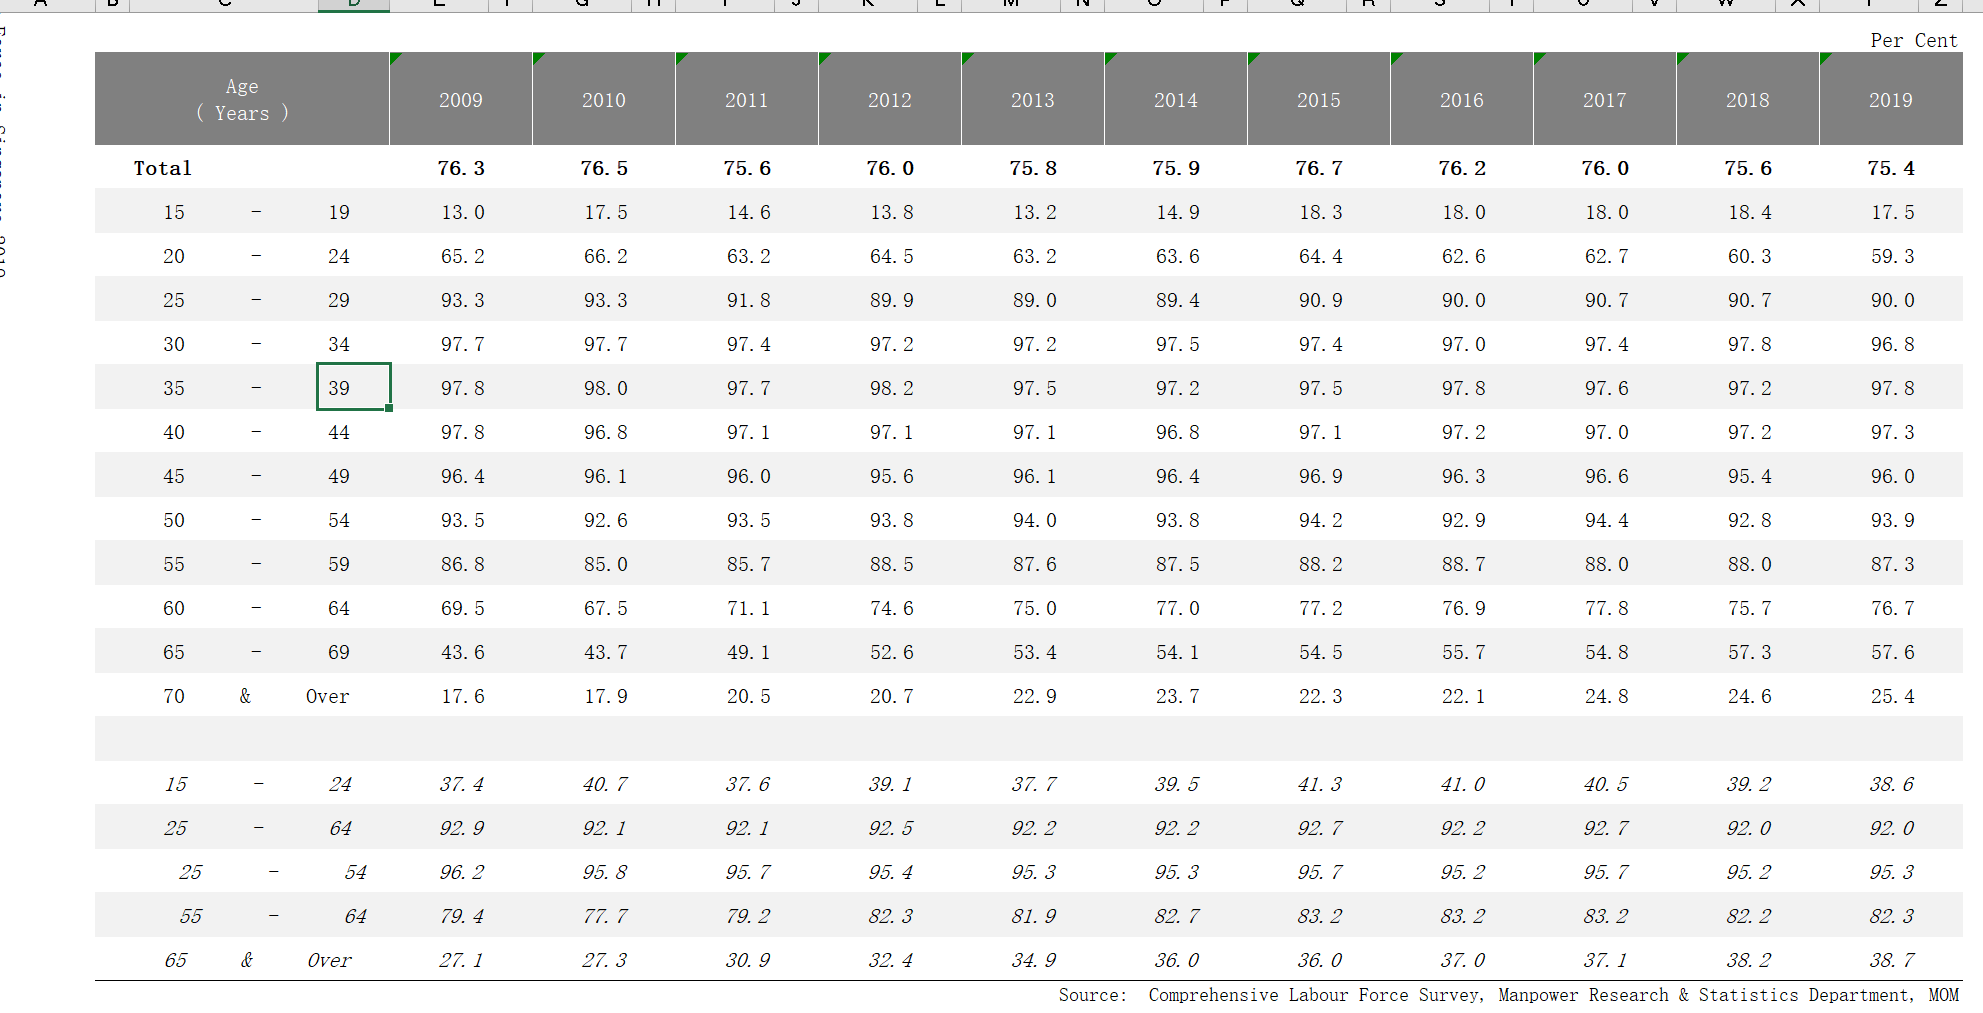 Per Cent
Age
( Years ) 2009 2010 2011 2012 2013 2014 2015 2016 2017 2018 2019
Total 76.3 76.5 75.6 76.0 75.8 75.9 76.7 76.2 76.0 75.6 75.4
15 - 19 13.0 17.5 14.6 13.8 13.2 14.9 18.3 18.0 18.0 18.4 17.5
20 - 24 65.2 66.2 63.2 64.5 63.2 63.6 64.4 62.6 62.7 60.3 59.3
25 - 29 93.3 93.3 91.8 89.9 89.0 89.4 90.9 90.0 90.7 90.7 90.0
30 - 34 97.7 97.7 97.4 97.2 97.2 97.5 97.4 97.0 97.4 97.8 96.8
35 - 39 97.8 98.0 97.7 98.2 97.5 97.2 97.5 97.8 97.6 97.2 97.8
40 - 44 97.8 96.8 97.1 97.1 97.1 96.8 97.1 97.2 97.0 97.2 97.3
45 - 49 96.4 96.1 96.0 95.6 96.1 96.4 96.9 96.3 96.6 95.4 96.0
50 - 54 93.5 92.6 93.5 93.8 94.0 93.8 94.2 92.9 94.4 92.8 93.9
55 - 59 86.8 85.0 85.7 88.5 87.6 87.5 88.2 88.7 88.0 88.0 87.3
60 - 64 69.5 67.5 71.1 74.6 75.0 77.0 77.2 76.9 77.8 75.7 76.7
65 - 69 43.6 43.7 49.1 52.6 53.4 54.1 54.5 55.7 54.8 57.3 57.6
70 & Over 17.6 17.9 20.5 20.7 22.9 23.7 22.3 22.1 24.8 24.6 25.4
15 - 24 37.4 40.7 37.6 39.1 37.7 39.5 41.3 41.0 40.5 39.2 38.6
25 - 64 92.9 92.1 92.1 92.5 92.2 92.2 92.7 92.2 92.7 92.0 92.0
25 - 54 96.2 95.8 95.7 95.4 95.3 95.3 95.7 95.2 95.7 95.2 95.3
55 - 64 79.4 77.7 79.2 82.3 81.9 82.7 83.2 83.2 83.2 82.2 82.3
65 & Over 27.1 27.3 30.9 32.4 34.9 36.0 36.0 37.0 37.1 38.2 38.7
Source: Comprehensive Labour Force Survey, Manpower Research & Statistics Department, MOM